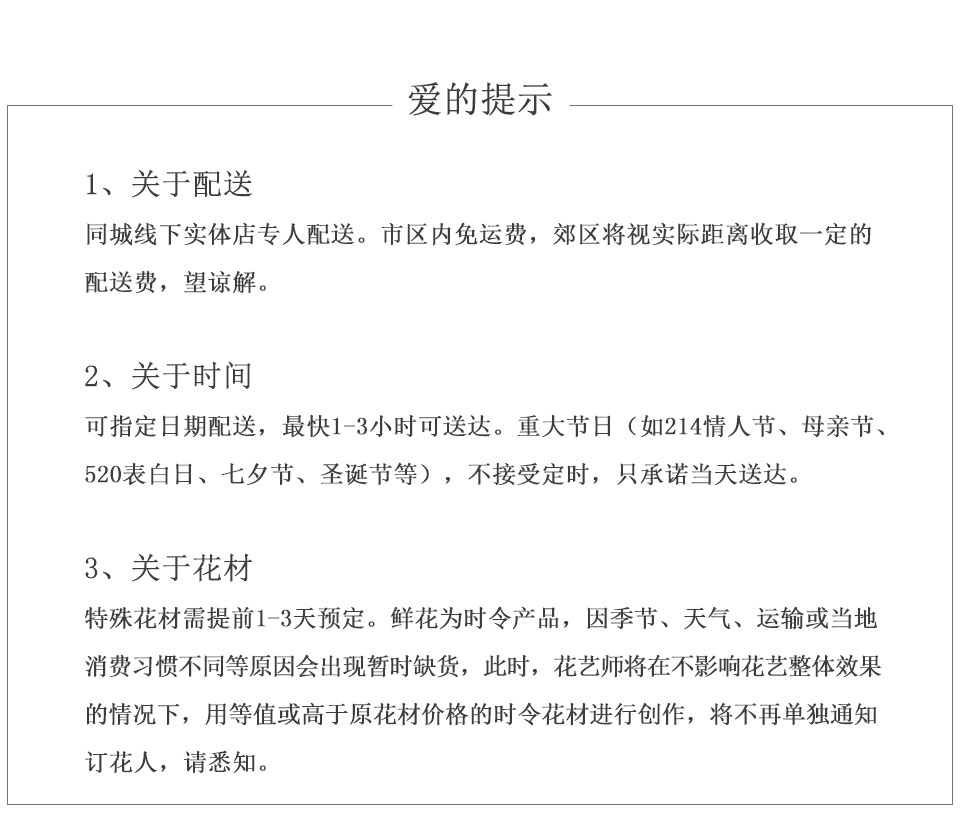 爱的提示
1、关于配送
同城线下实体店专人配送。市区内免运费，郊区将视实际距离收取一定的
配送费，望谅解。
2、关于时间
可指定日期配送，最快1-3小时可送达。重大节日（如214情人节、母亲节、
520表白日、七夕节、圣诞节等），不接受定时，只承诺当天送达。
3、关于花材
特殊花材需提前1-3天预定。鲜花为时令产品，因季节、天气、运输或当地
消费习惯不同等原因会出现暂时缺货，此时，花艺师将在不影响花艺整体效果
的情况下，用等值或高于原花材价格的时令花材进行创作，将不再单独通知
订花人，请悉知。